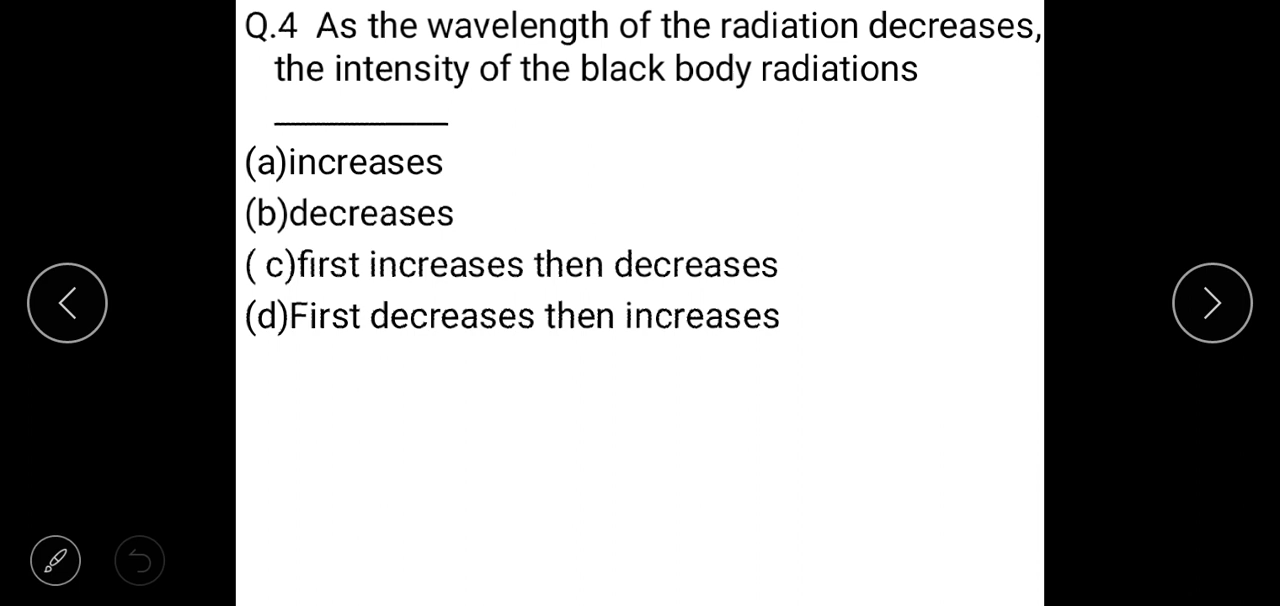 Q.4 As the wavelength of the radiation decreases,
the intensity of the black body radiations
____________
(a)increases
(b)decreases
( c)first increases then decreases
(d)First decreases then increases